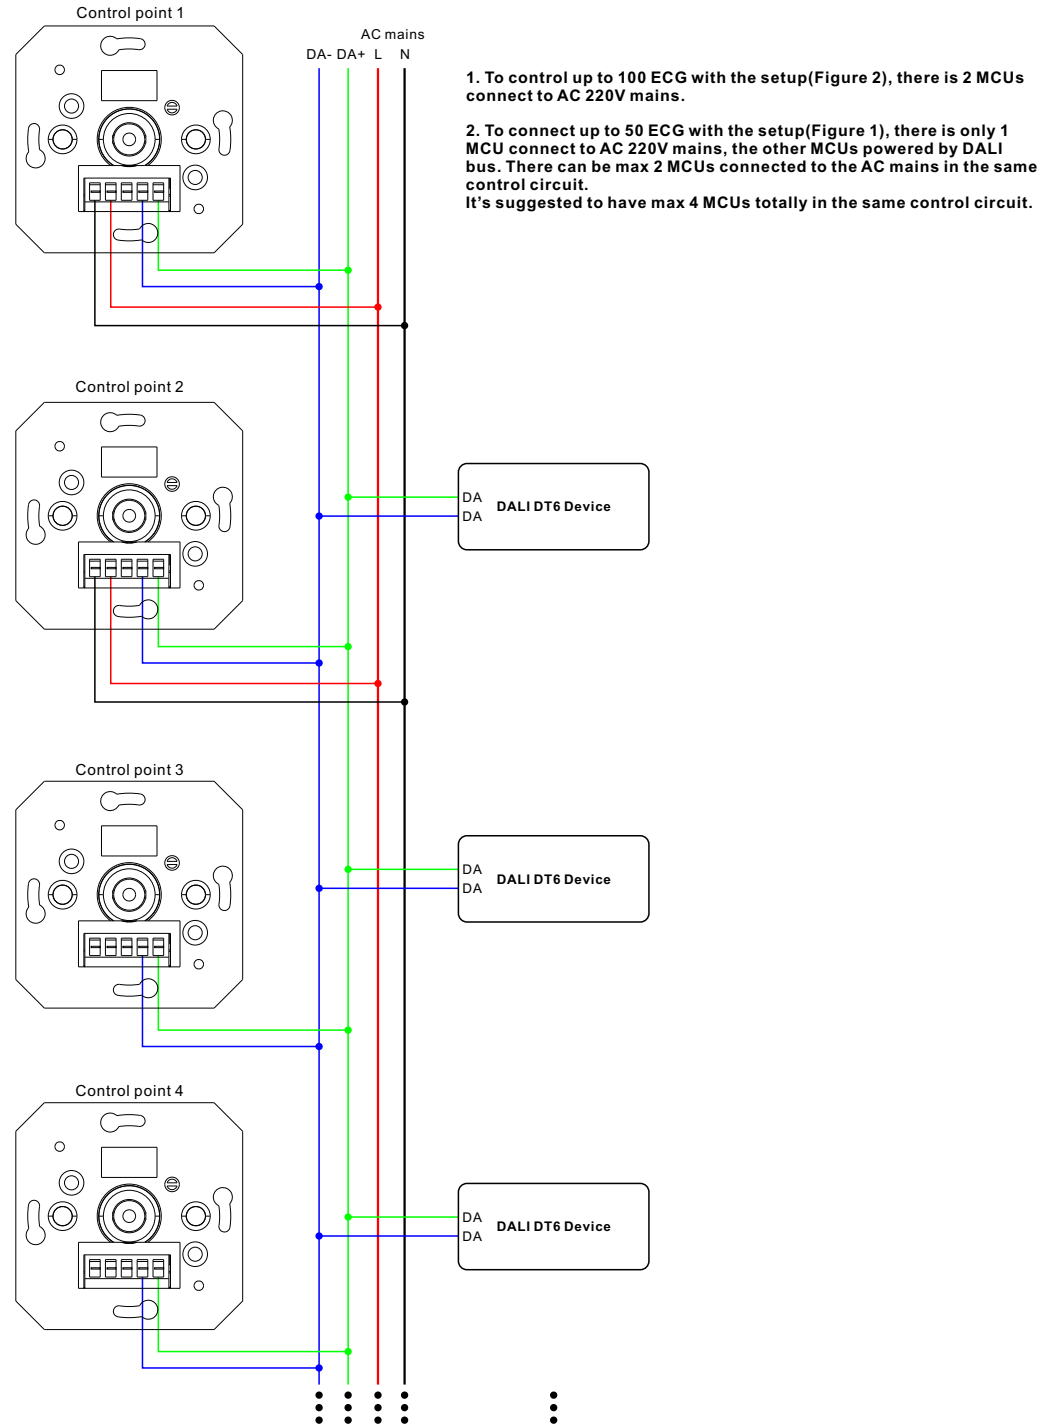 Control point 1
AC mains
DA- DA+ L N
1. To control up to 100 ECG with the setup(Figure 2), there is 2 MCUs
connect to AC 220V mains.
2. To connect up to 50 ECG with the setup(Figure 1), there is only 1
MCU connect to AC 220V mains, the other MCUs powered by DALI
bus. There can be max 2 MCUs connected to the AC mains in the same
control circuit.
It's suggested to have max 4 MCUs totally in the same control circuit.
Control point 2
DA
DALI DT6 Device
DA
Control point 3
DA
DALI DT6 Device
DA
Control point 4
DA
DALI DT6 Device
DA